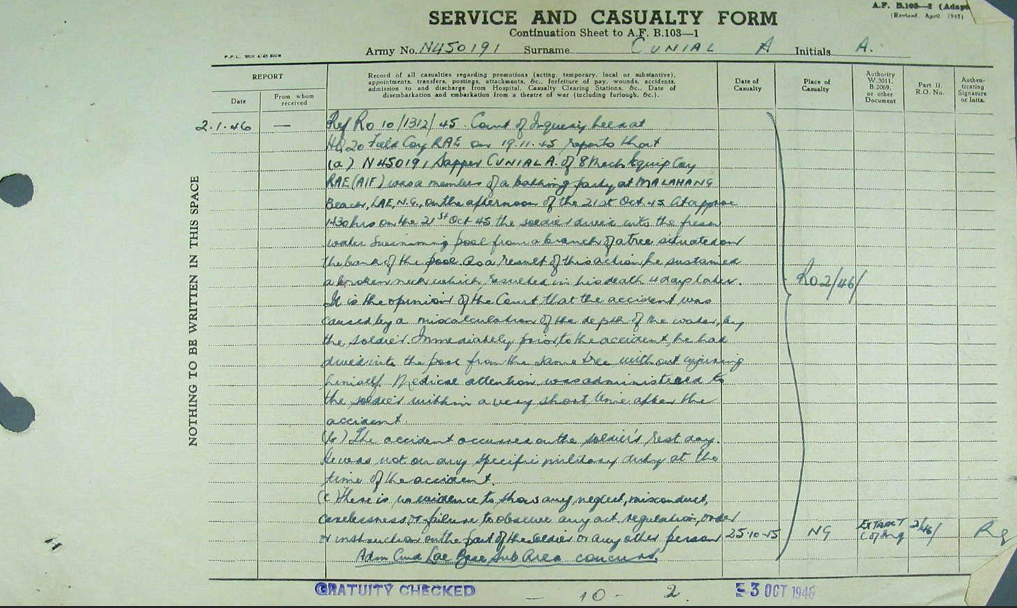 A.F. B.103—2 (Adap
(Revised, April, 1945)
SERVICE AND CASUALTY FORM
Continuation Sheet to A.F. B.103—1
Army No. N450191 Surname CUNIAL A Initials A.
REPORT
Date
From whom received
Record of all casualties regarding promotions (acting, temporary, local or substantive),
appointments, transfers, postings, attachments, &c., forfeiture of pay, wounds, accidents,
admission to and discharge from Hospital, Casualty Clearing Stations, &c. Date of
disembarkation and embarkation from a theatre of war (including furlough, &c.).
Date of Casualty
Place of Casualty
Authority W.3011, B.2069, or other Document
Part II. R.O. No.
Authen-ticating Signature or Initls.
NOTHING TO BE WRITTEN IN THIS SPACE
2.1.46 — Ref Ro 10/1312/45. Court of Inquiry held at
HQ 20 Field Coy RAE on 19.11.45 reports that
(a) N450191 Sapper CUNIAL A. of 8 Mech Equip Coy
RAE (AIF) was a member of a bathing party at MALAHANG
Beach, LAE, N.G., on the afternoon of the 21st Oct 45. At approx
1430 hrs on the 21st Oct 45 the soldier dived into the fresh
water swimming pool from a branch of a tree situated on
the bank of the pool. As a result of this action, he sustained
a broken neck which resulted in his death 4 days later.
It is the opinion of the Court that the accident was
caused by a miscalculation of the depth of the water, by
the soldier. Immediately prior to the accident, he had
dived into the pool from the same tree without injuring
himself. Medical attention was administered to
the soldier within a very short time after the
accident.
(b) The accident occurred on the soldier's rest day.
He was not on any specific military duty at the
time of the accident.
(c) There is no evidence to show any neglect, misconduct,
carelessness, or failure to observe any act, regulation, order
or instruction on the part of the soldier or any other person
Adm Cmd Lae Base Sub Area concurs.
Ro 2/46/
25-10-45 NG EXTRACT C of Inq 2/46/
GRATUITY CHECKED
— 10 - 2.
3 OCT 1946